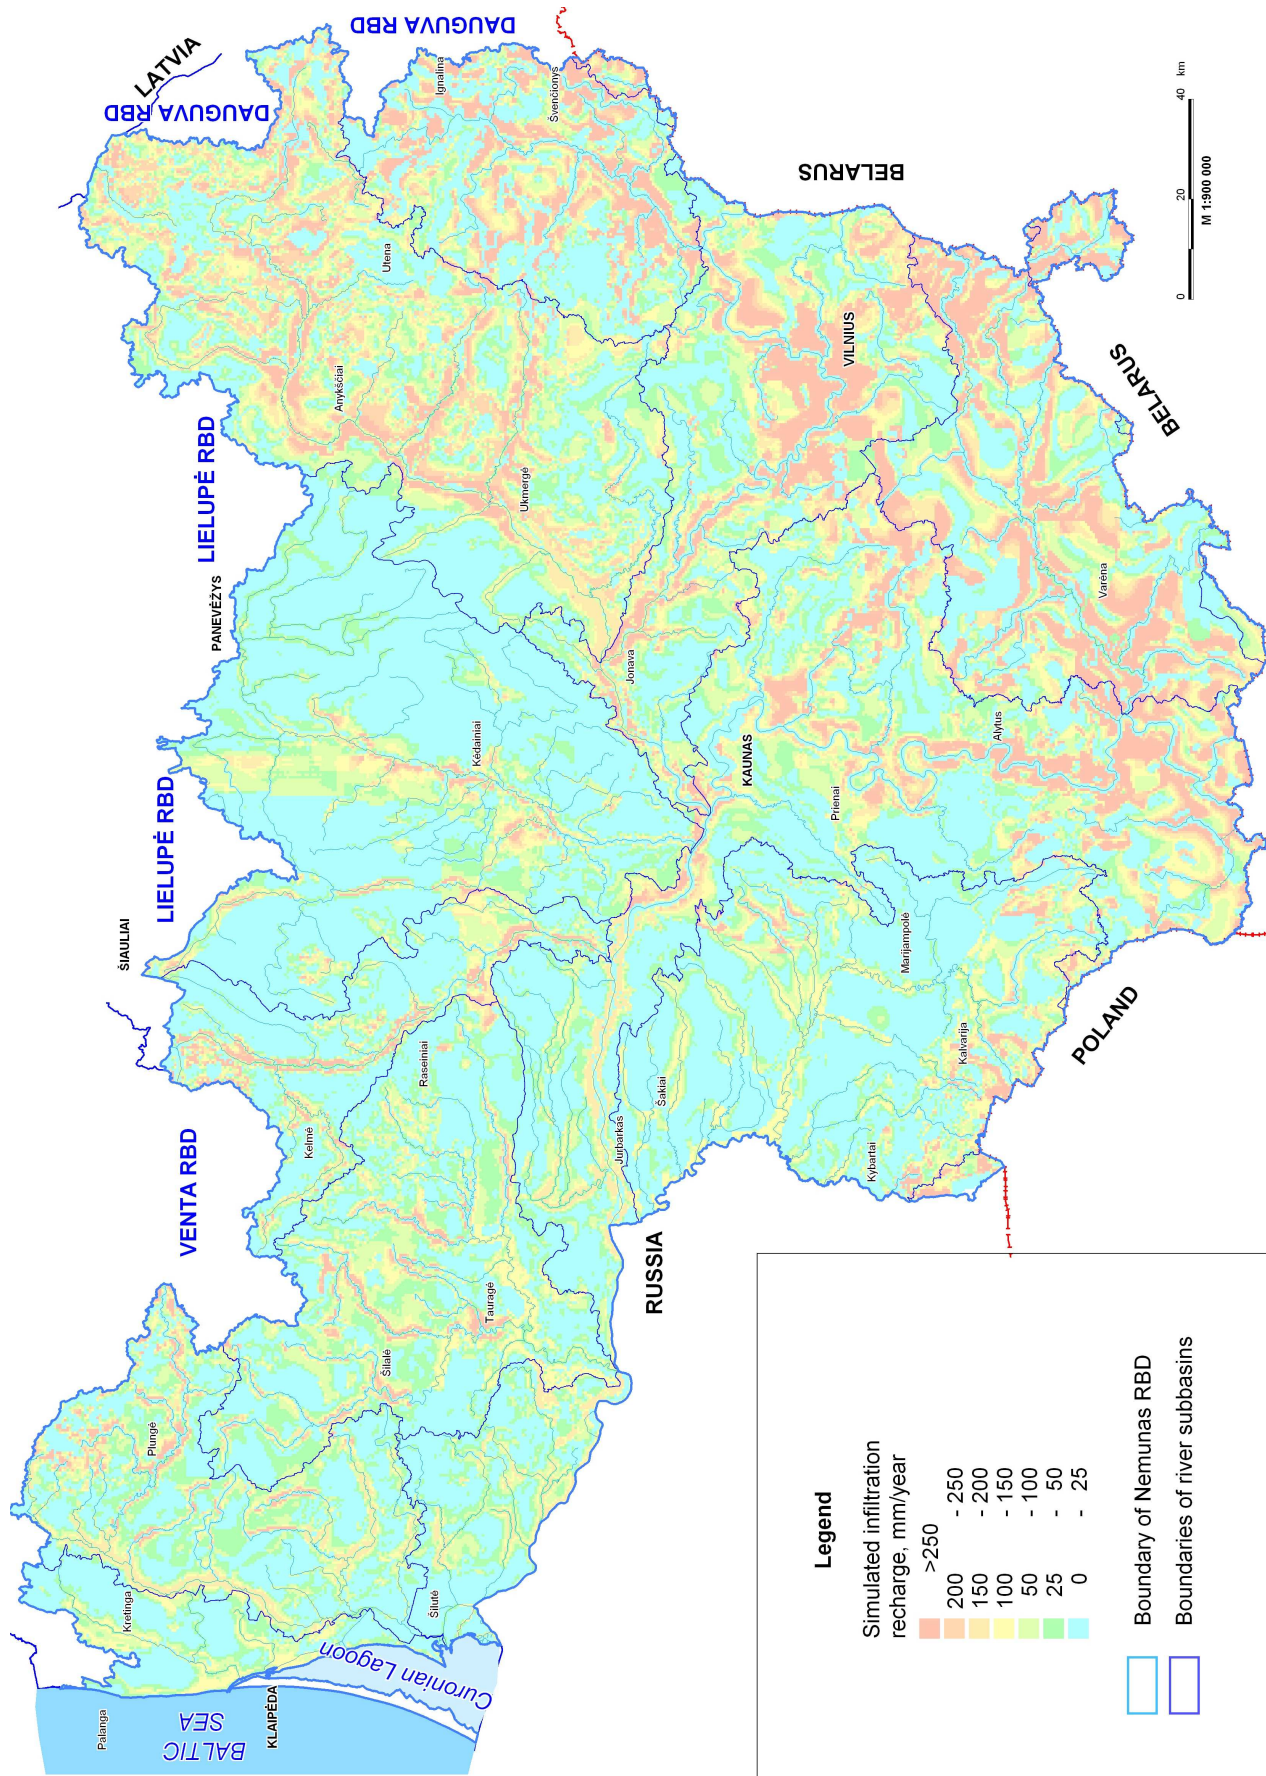 LATVIA
DAUGUVA RBD
DAUGUVA RBD
Ignalina
Švenčionys
Utena
Anykščiai
Ukmergė
LIELUPĖ RBD
PANEVĖŽYS
LIELUPĖ RBD
ŠIAULIAI
Kėdainiai
Jonava
KAUNAS
VILNIUS
BELARUS
BELARUS
Varėna
Alytus
Prienai
Marijampolė
Kalvarija
POLAND
Kybartai
Šakiai
Jurbarkas
Raseiniai
Kelmė
VENTA RBD
RUSSIA
Tauragė
Šilalė
Plungė
Kretinga
Šilutė
Palanga
KLAIPĖDA
BALTIC
SEA
Curonian Lagoon
0 20 40 km
M 1:900 000
Legend
Simulated infiltration
recharge, mm/year
>250
200 - 250
150 - 200
100 - 150
50 - 100
25 - 50
0 - 25
Boundary of Nemunas RBD
Boundaries of river subbasins